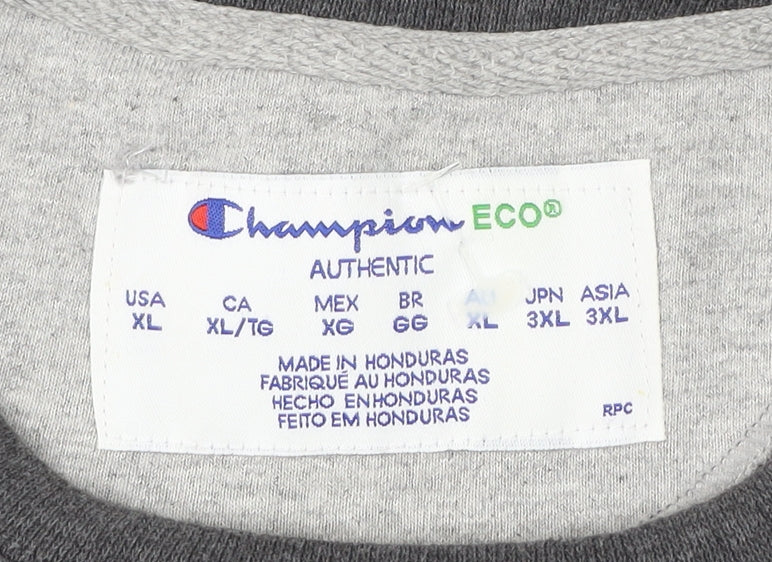 Champion ECO®
AUTHENTIC
USA CA MEX BR AU JPN ASIA
XL XL/TG XG GG XL 3XL 3XL
MADE IN HONDURAS
FABRIQUÉ AU HONDURAS
HECHO EN HONDURAS
FEITO EM HONDURAS
RPC